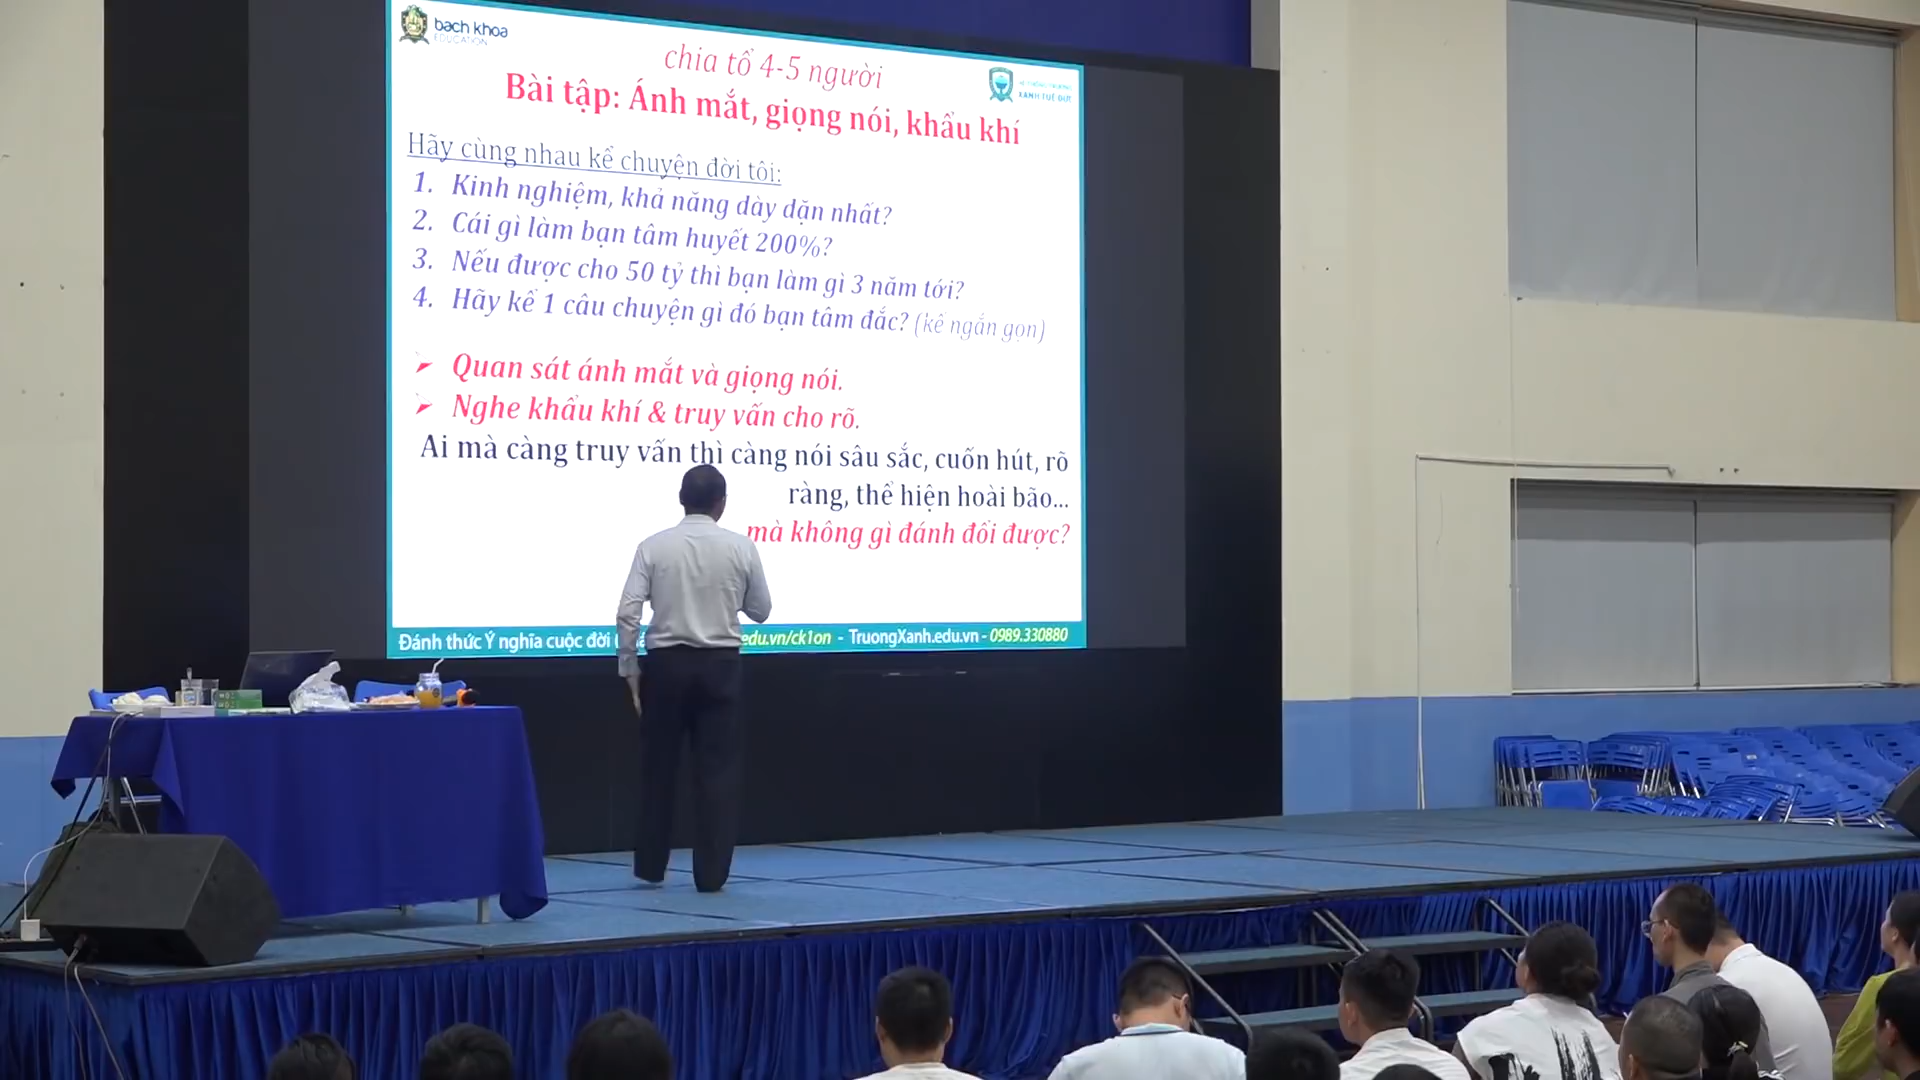 bach khoa
EDUCATION
chia tổ 4-5 người
XANH TUỆ ĐỨC
Bài tập: Ánh mắt, giọng nói, khẩu khí
Hãy cùng nhau kể chuyện đời tôi:
1. Kinh nghiệm, khả năng dày dặn nhất?
2. Cái gì làm bạn tâm huyết 200%?
3. Nếu được cho 50 tỷ thì bạn làm gì 3 năm tới?
4. Hãy kể 1 câu chuyện gì đó bạn tâm đắc? (kể ngắn gọn)
Quan sát ánh mắt và giọng nói.
Nghe khẩu khí & truy vấn cho rõ.
Ai mà càng truy vấn thì càng nói sâu sắc, cuốn hút, rõ
ràng, thể hiện hoài bão...
mà không gì đánh đổi được?
Đánh thức Ý nghĩa cuộc đời edu.vn/ck1on - TruongXanh.edu.vn - 0989.330880